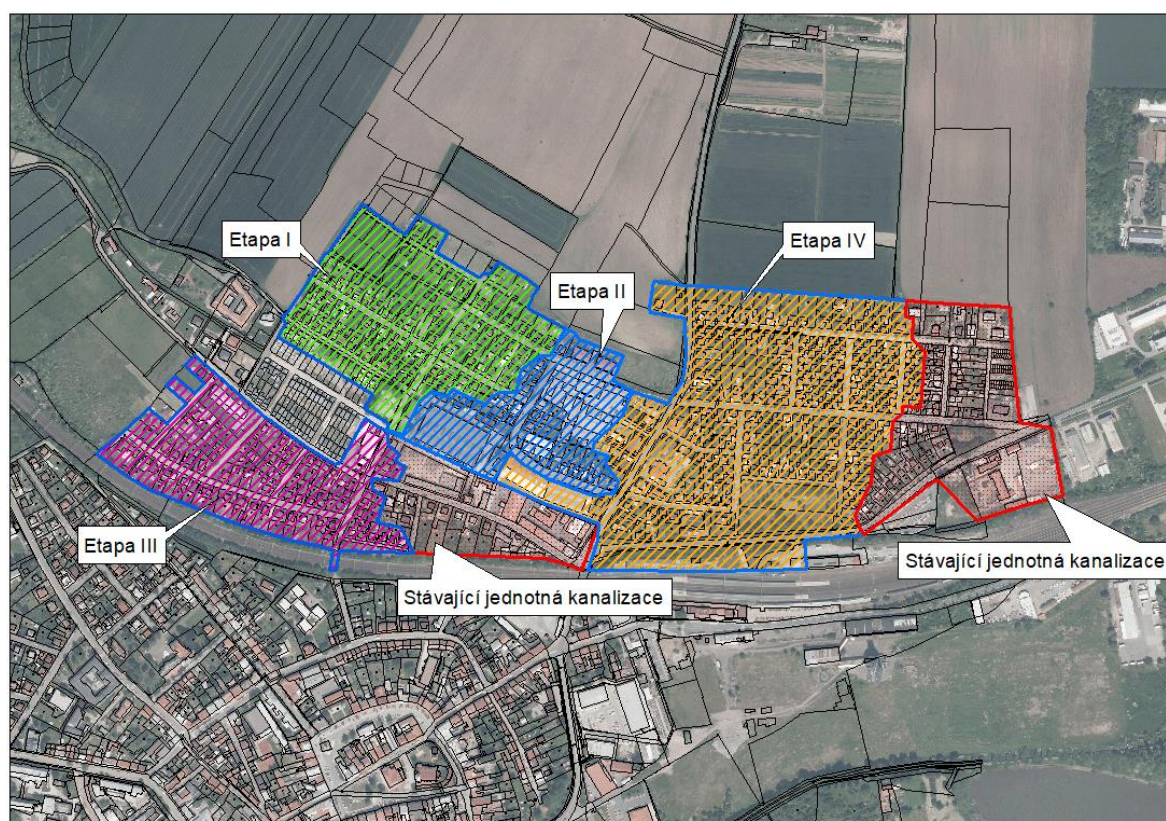 Etapa I
Etapa IV
Etapa II
Etapa III
Stávající jednotná kanalizace
Stávající jednotná kanalizace